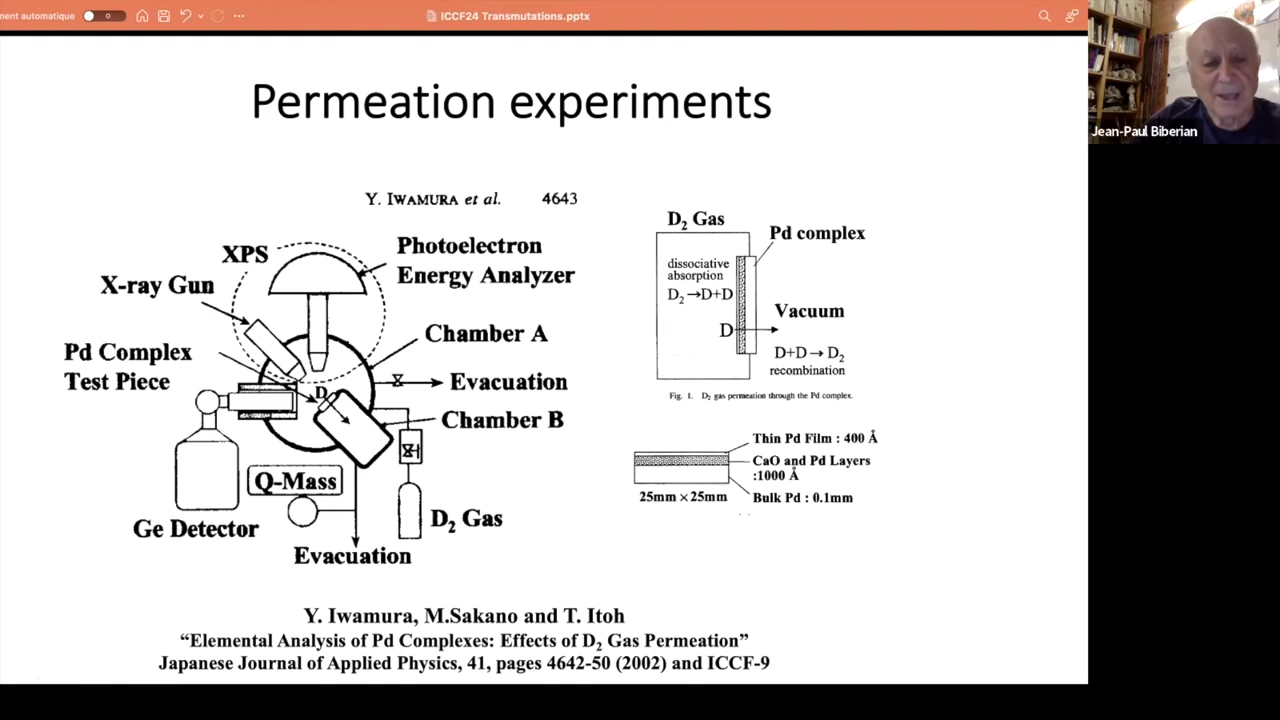 ment automatique
0
ICCF24 Transmutations.pptx
Jean-Paul Biberian
Permeation experiments
Y. IWAMURA et al. 4643
XPS
Photoelectron
Energy Analyzer
X-ray Gun
Chamber A
Pd Complex
Test Piece
D
Evacuation
Chamber B
Q-Mass
Ge Detector
D2 Gas
Evacuation
D2 Gas
Pd complex
dissociative
absorption
D2→D+D
Vacuum
D
D+D→ D2
recombination
Fig. 1. D2 gas permeation through the Pd complex.
Thin Pd Film : 400 Å
CaO and Pd Layers
:1000 Å
25mm×25mm
Bulk Pd : 0.1mm
Y. Iwamura, M.Sakano and T. Itoh
“Elemental Analysis of Pd Complexes: Effects of D2 Gas Permeation”
Japanese Journal of Applied Physics, 41, pages 4642-50 (2002) and ICCF-9